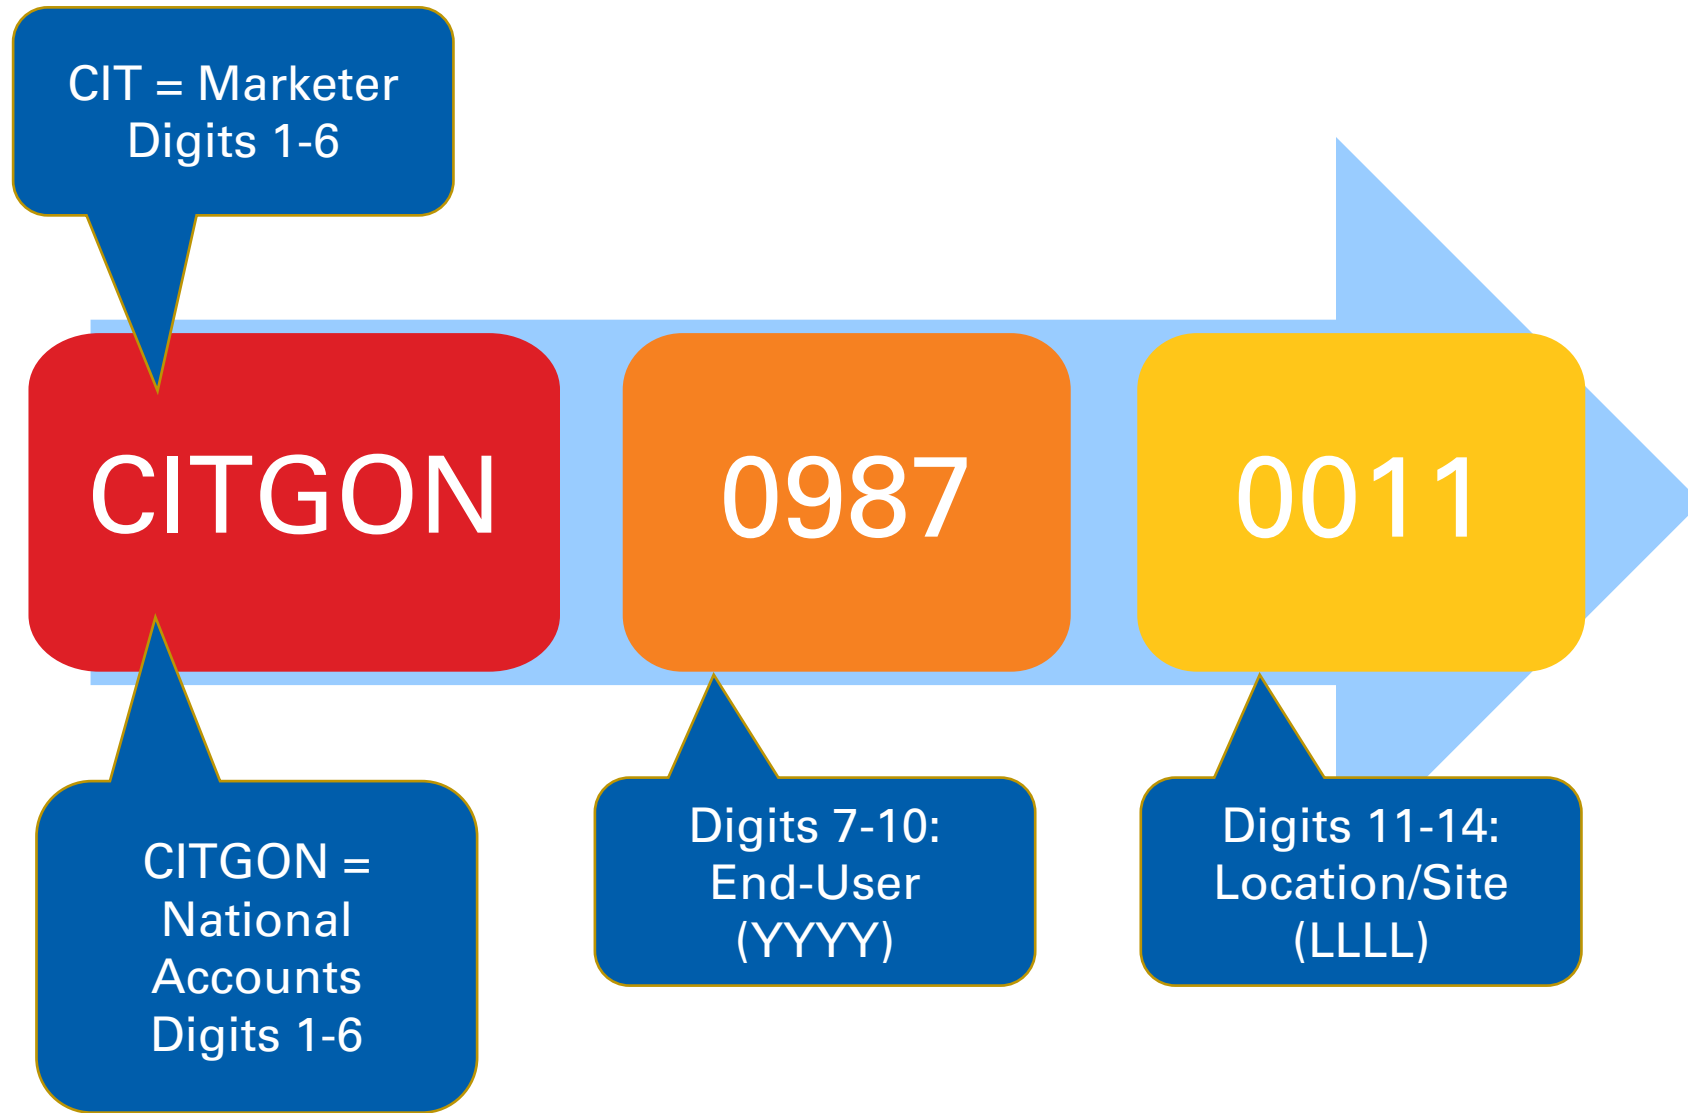 CIT = Marketer
Digits 1-6
CITGON
0987
0011
CITGON =
National
Accounts
Digits 1-6
Digits 7-10:
End-User
(YYYY)
Digits 11-14:
Location/Site
(LLLL)